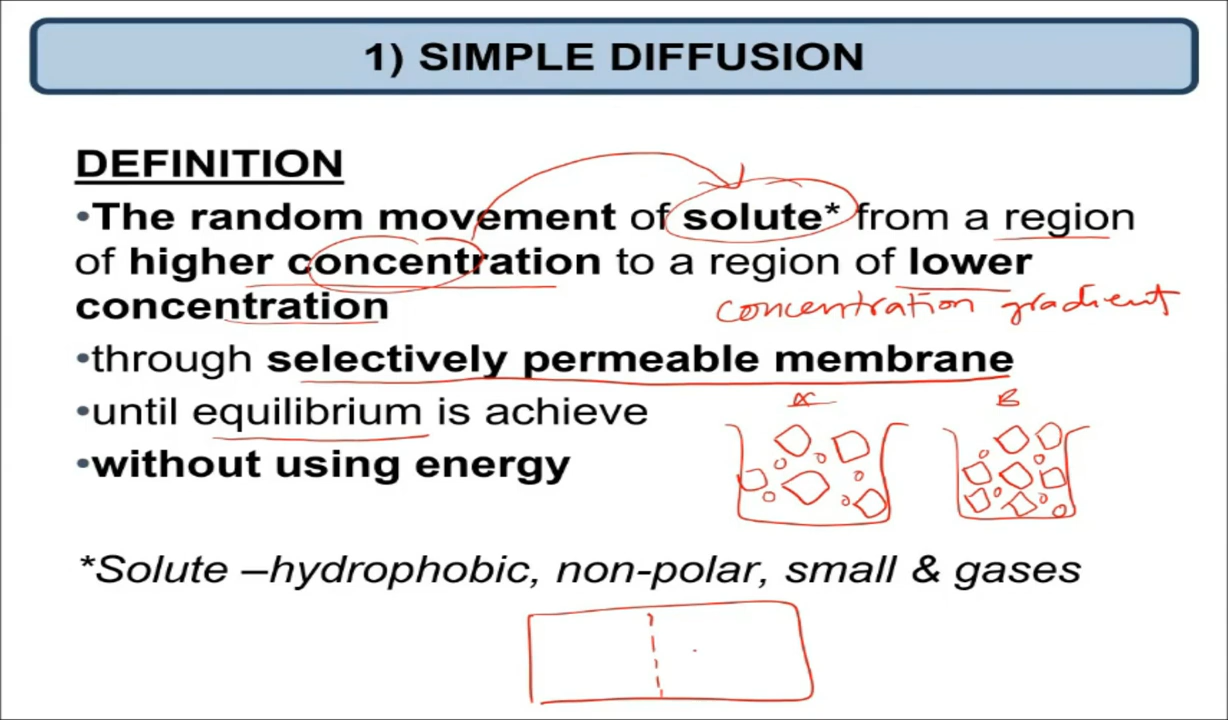 1) SIMPLE DIFFUSION
DEFINITION
•The random movement of solute* from a region
of higher concentration to a region of lower
concentration
concentration gradient
•through selectively permeable membrane
•until equilibrium is achieve
A B
•without using energy
*Solute –hydrophobic, non-polar, small & gases